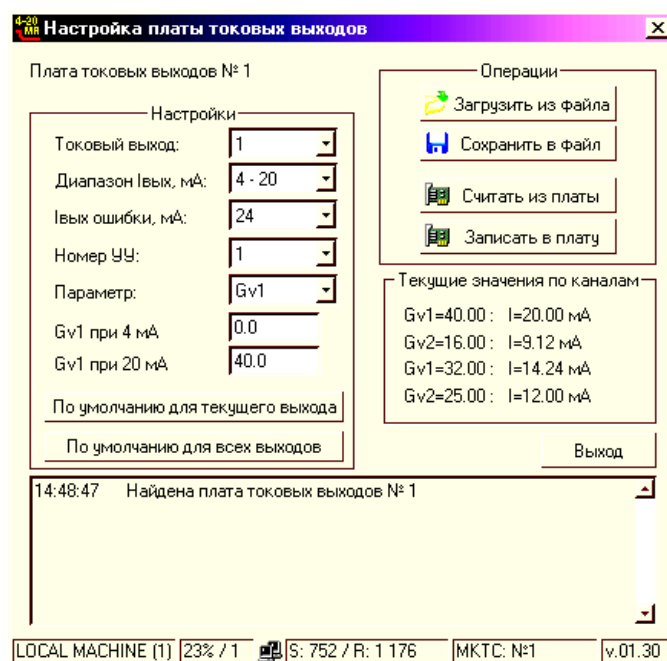 4-20 мА Настройка платы токовых выходов
Плата токовых выходов № 1
Настройки
Токовый выход: 1
Диапазон Iвых, мА: 4 - 20
Iвых ошибки, мА: 24
Номер УУ: 1
Параметр: Gv1
Gv1 при 4 мА 0.0
Gv1 при 20 мА 40.0
По умолчанию для текущего выхода
По умолчанию для всех выходов
Операции
Загрузить из файла
Сохранить в файл
Считать из платы
Записать в плату
Текущие значения по каналам
Gv1=40.00 : I=20.00 мА
Gv2=16.00 : I=9.12 мА
Gv1=32.00 : I=14.24 мА
Gv2=25.00 : I=12.00 мА
Выход
14:48:47 Найдена плата токовых выходов № 1
LOCAL MACHINE (1) 23% / 1 S: 752 / R: 1 176 МКТС: №1 v.01.30